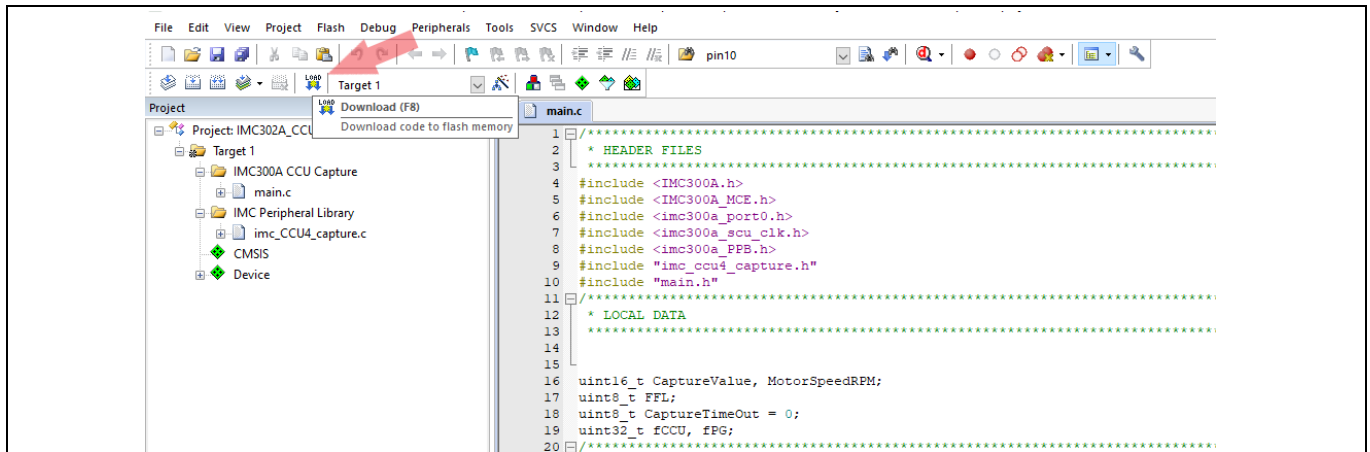 File Edit View Project Flash Debug Peripherals Tools SVCS Window Help
pin10
LOAD Target 1
Project
main.c
LOAD Download (F8)
Download code to flash memory
Project: IMC302A_CCU
Target 1
IMC300A CCU Capture
main.c
IMC Peripheral Library
imc_CCU4_capture.c
CMSIS
Device
1 /******************************************************************************
2 * HEADER FILES
3 ******************************************************************************
4 #include <IMC300A.h>
5 #include <IMC300A_MCE.h>
6 #include <imc300a_port0.h>
7 #include <imc300a_scu_clk.h>
8 #include <imc300a_PPB.h>
9 #include "imc_ccu4_capture.h"
10 #include "main.h"
11 /******************************************************************************
12 * LOCAL DATA
13 ******************************************************************************
14
15
16 uint16_t CaptureValue, MotorSpeedRPM;
17 uint8_t FFL;
18 uint8_t CaptureTimeOut = 0;
19 uint32_t fCCU, fPG;
20 /******************************************************************************